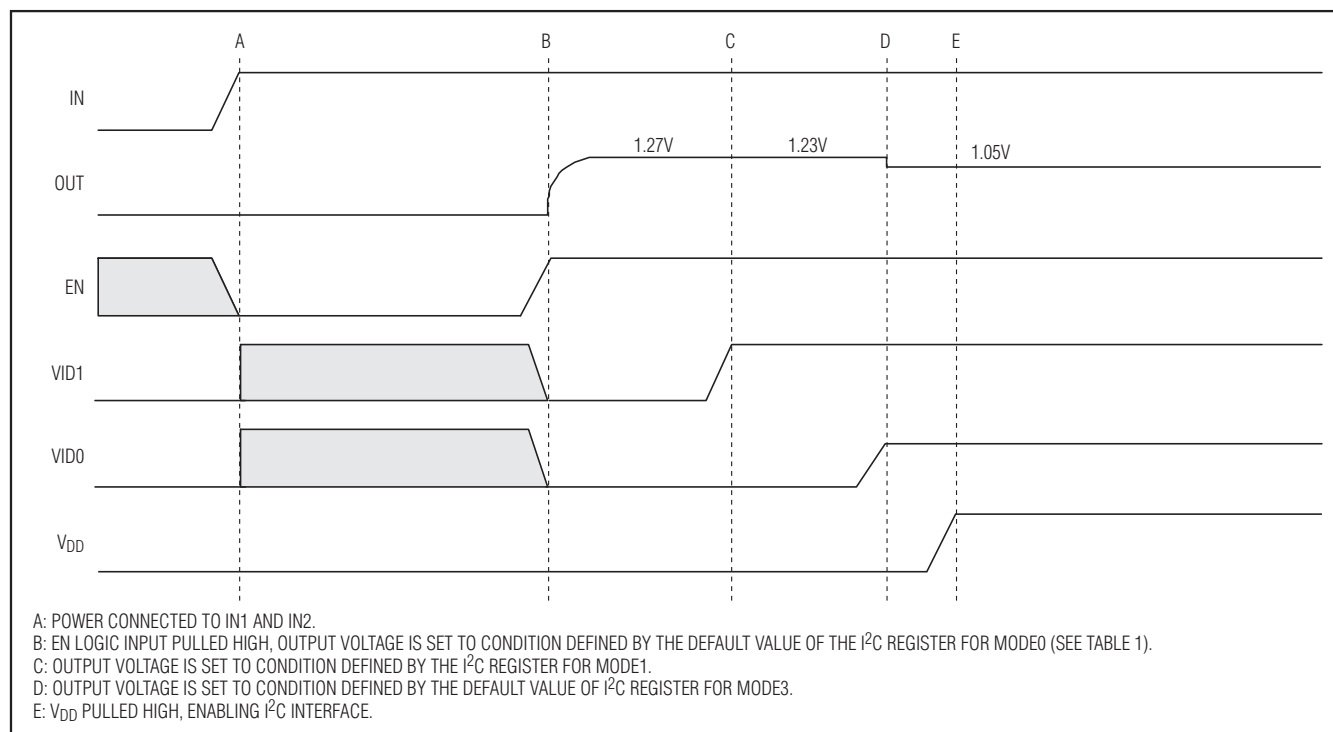 A B C D E
IN
1.27V 1.23V 1.05V
OUT
EN
VID1
VID0
VDD
A: POWER CONNECTED TO IN1 AND IN2.
B: EN LOGIC INPUT PULLED HIGH, OUTPUT VOLTAGE IS SET TO CONDITION DEFINED BY THE DEFAULT VALUE OF THE I2C REGISTER FOR MODE0 (SEE TABLE 1).
C: OUTPUT VOLTAGE IS SET TO CONDITION DEFINED BY THE I2C REGISTER FOR MODE1.
D: OUTPUT VOLTAGE IS SET TO CONDITION DEFINED BY THE DEFAULT VALUE OF I2C REGISTER FOR MODE3.
E: VDD PULLED HIGH, ENABLING I2C INTERFACE.